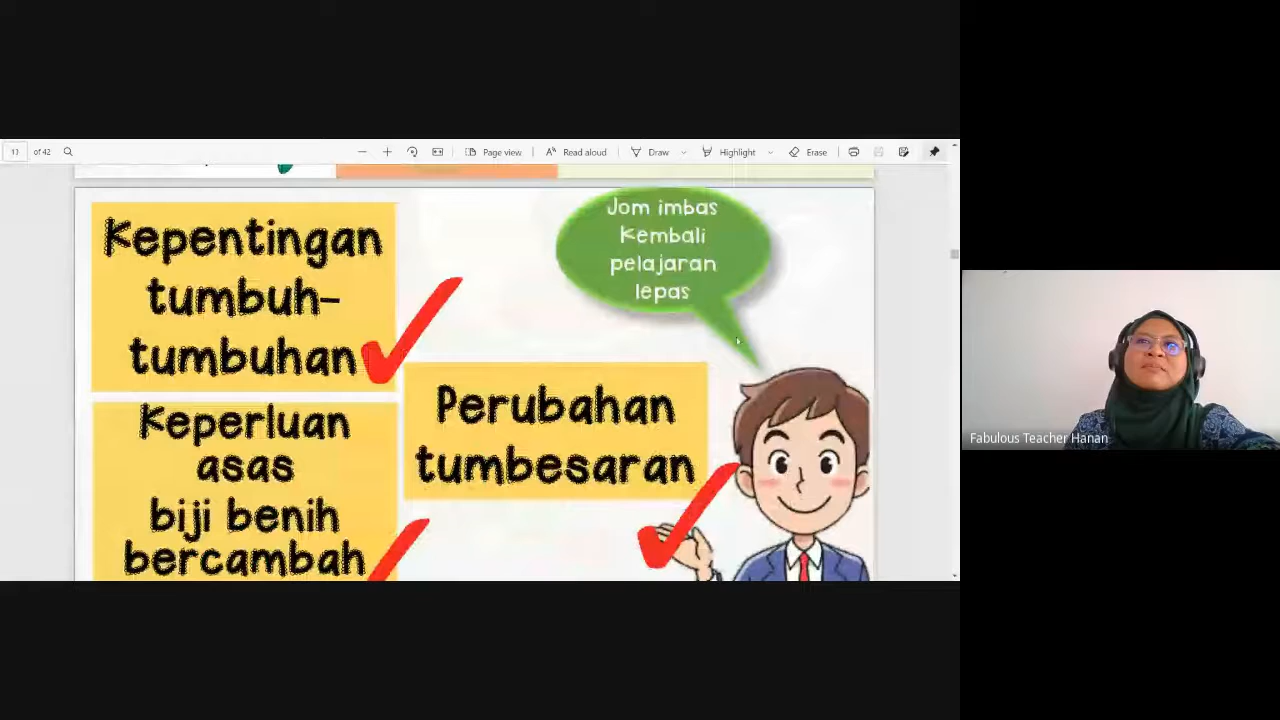 11 of 42
Page view
Read aloud
Draw
Highlight
Erase
Kepentingan
tumbuh-
tumbuhan
Jom imbas
Kembali
pelajaran
lepas
Keperluan
asas
biji benih
bercambah
Perubahan
tumbesaran
Fabulous Teacher Hanan